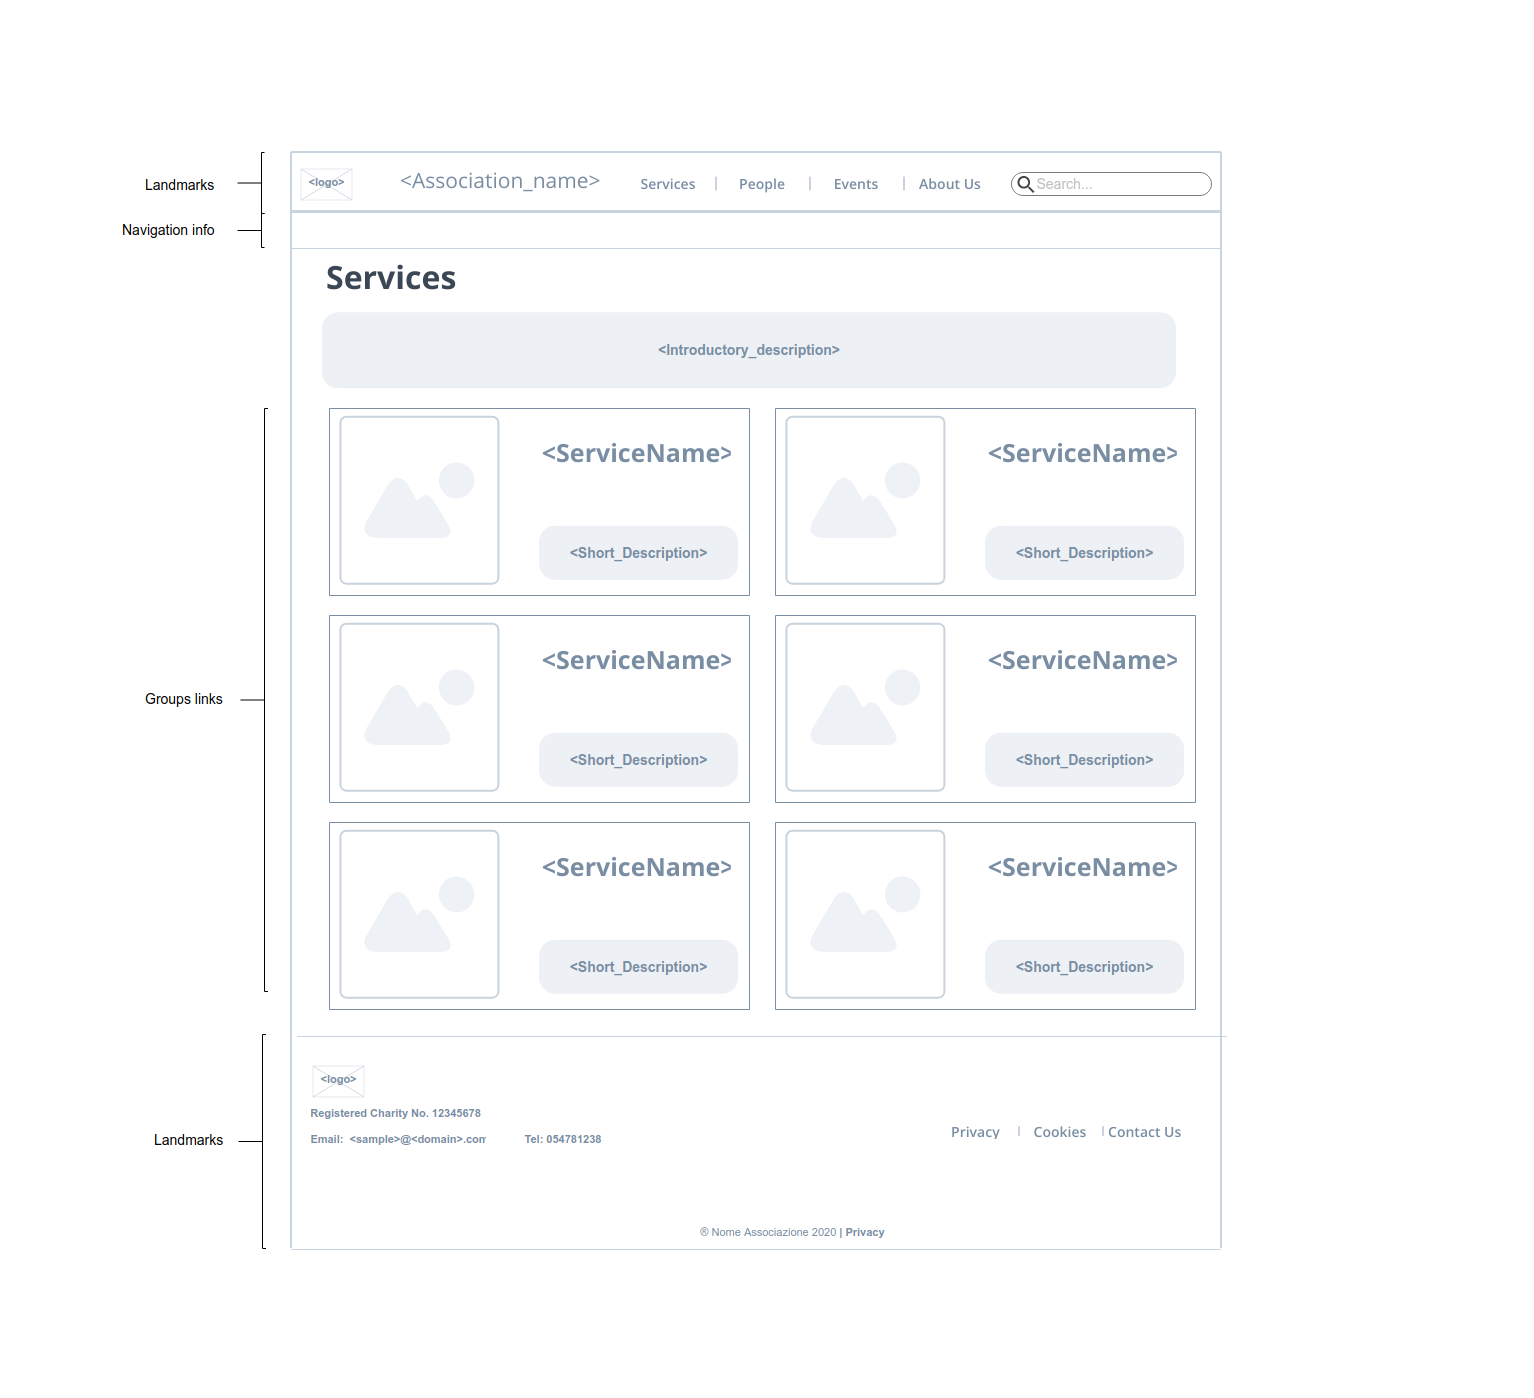 Landmarks
<logo>
<Association_name>
Services | People | Events | About Us
Search...
Navigation info
Services
<Introductory_description>
<ServiceName>
<Short_Description>
<ServiceName>
<Short_Description>
Groups links
<ServiceName>
<Short_Description>
<ServiceName>
<Short_Description>
<ServiceName>
<Short_Description>
<ServiceName>
<Short_Description>
Landmarks
<logo>
Registered Charity No. 12345678
Email: <sample>@<domain>.com
Tel: 054781238
Privacy | Cookies | Contact Us
® Nome Associazione 2020 | Privacy